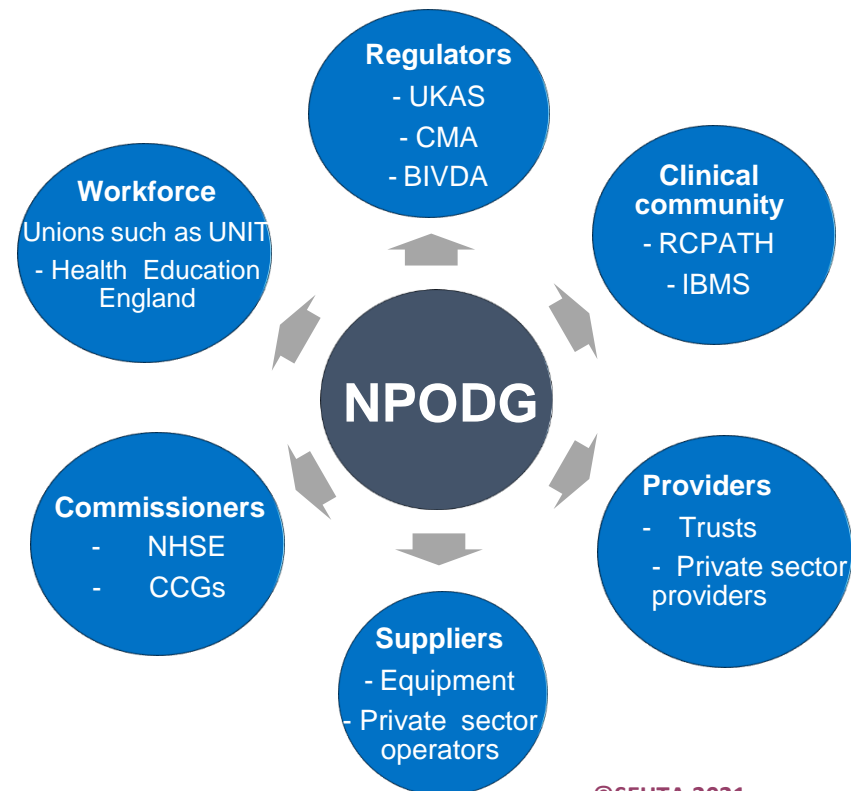 Regulators
- UKAS
- CMA
- BIVDA
Clinical
community
- RCPATH
- IBMS
Providers
- Trusts
- Private sector
providers
Suppliers
- Equipment
- Private sector
operators
Commissioners
- NHSE
- CCGs
Workforce
Unions such as UNIT
- Health Education
England
NPODG